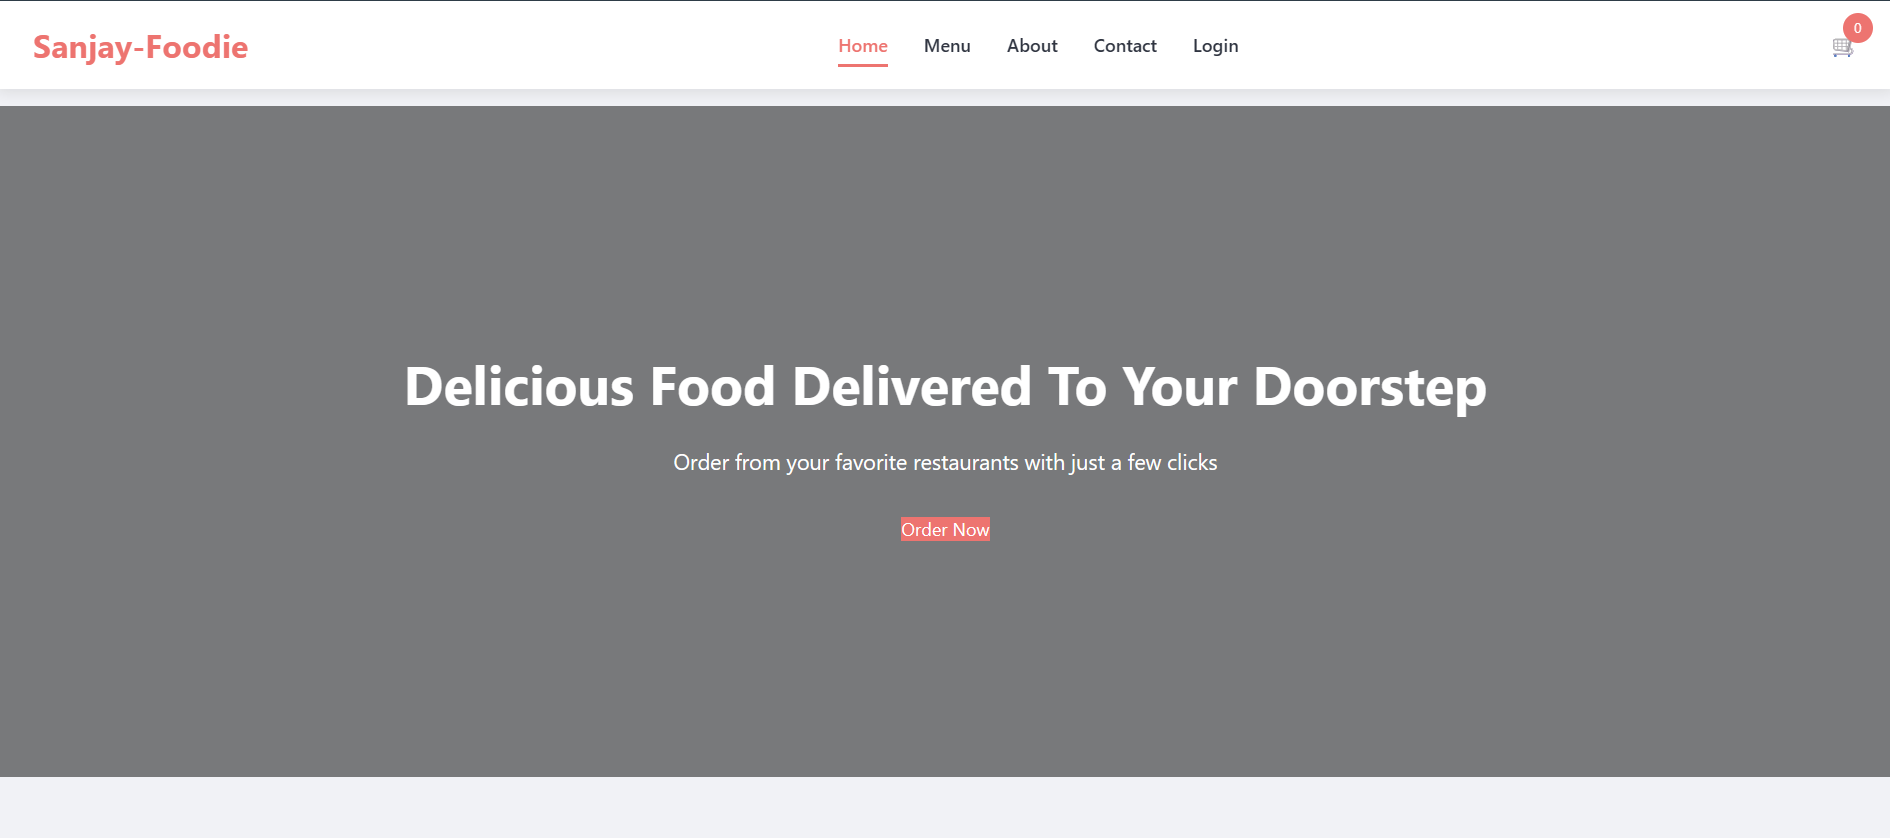 Sanjay-Foodie
Home Menu About Contact Login
0
Delicious Food Delivered To Your Doorstep
Order from your favorite restaurants with just a few clicks
Order Now